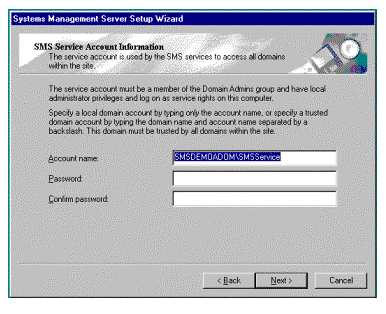 Systems Management Server Setup Wizard
SMS Service Account Information
The service account is used by the SMS services to access all domains
within the site.
The service account must be a member of the Domain Admins group and have local
administrator privileges and log on as service rights on this computer.
Specify a local domain account by typing only the account name, or specify a trusted
domain account by typing the domain name and account name separated by a
backslash. This domain must be trusted by all domains within the site.
Account name:
SMSDEMOADOM\SMSService
Password:
Confirm password:
< Back
Next >
Cancel